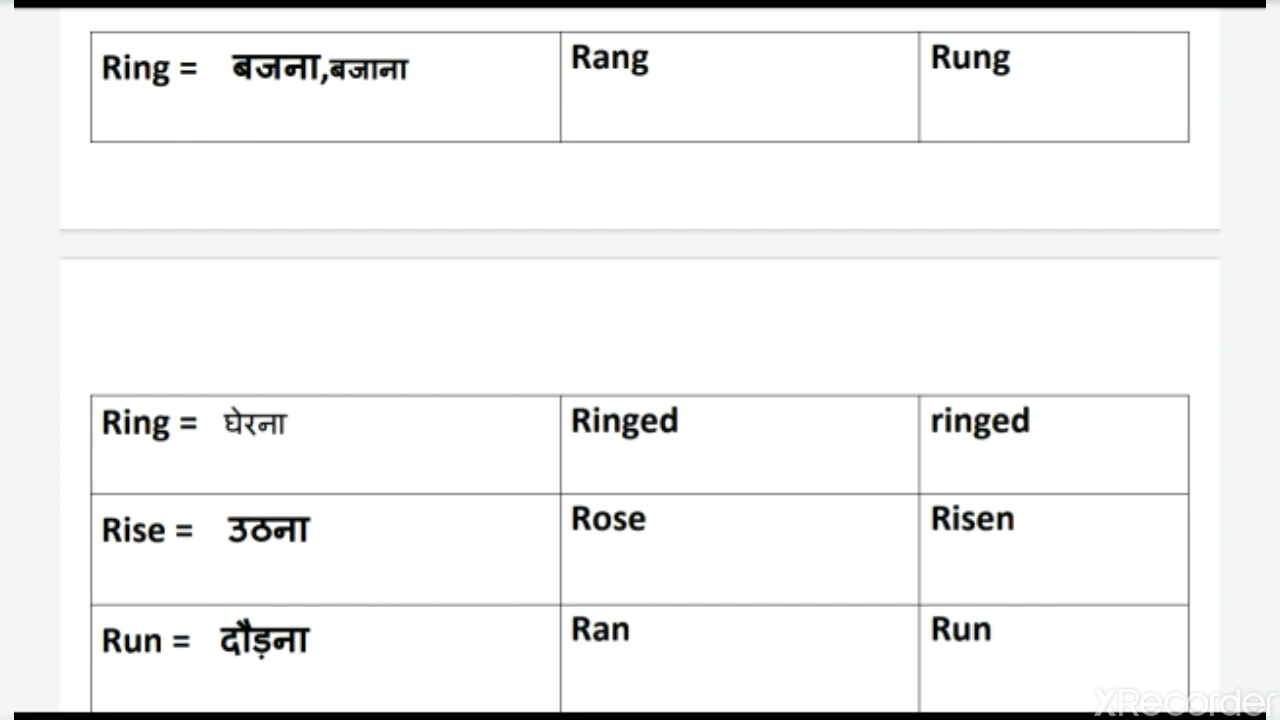 Ring = बजना,बजाना Rang Rung
Ring = घेरना Ringed ringed
Rise = उठना Rose Risen
Run = दौड़ना Ran Run
XRecorder